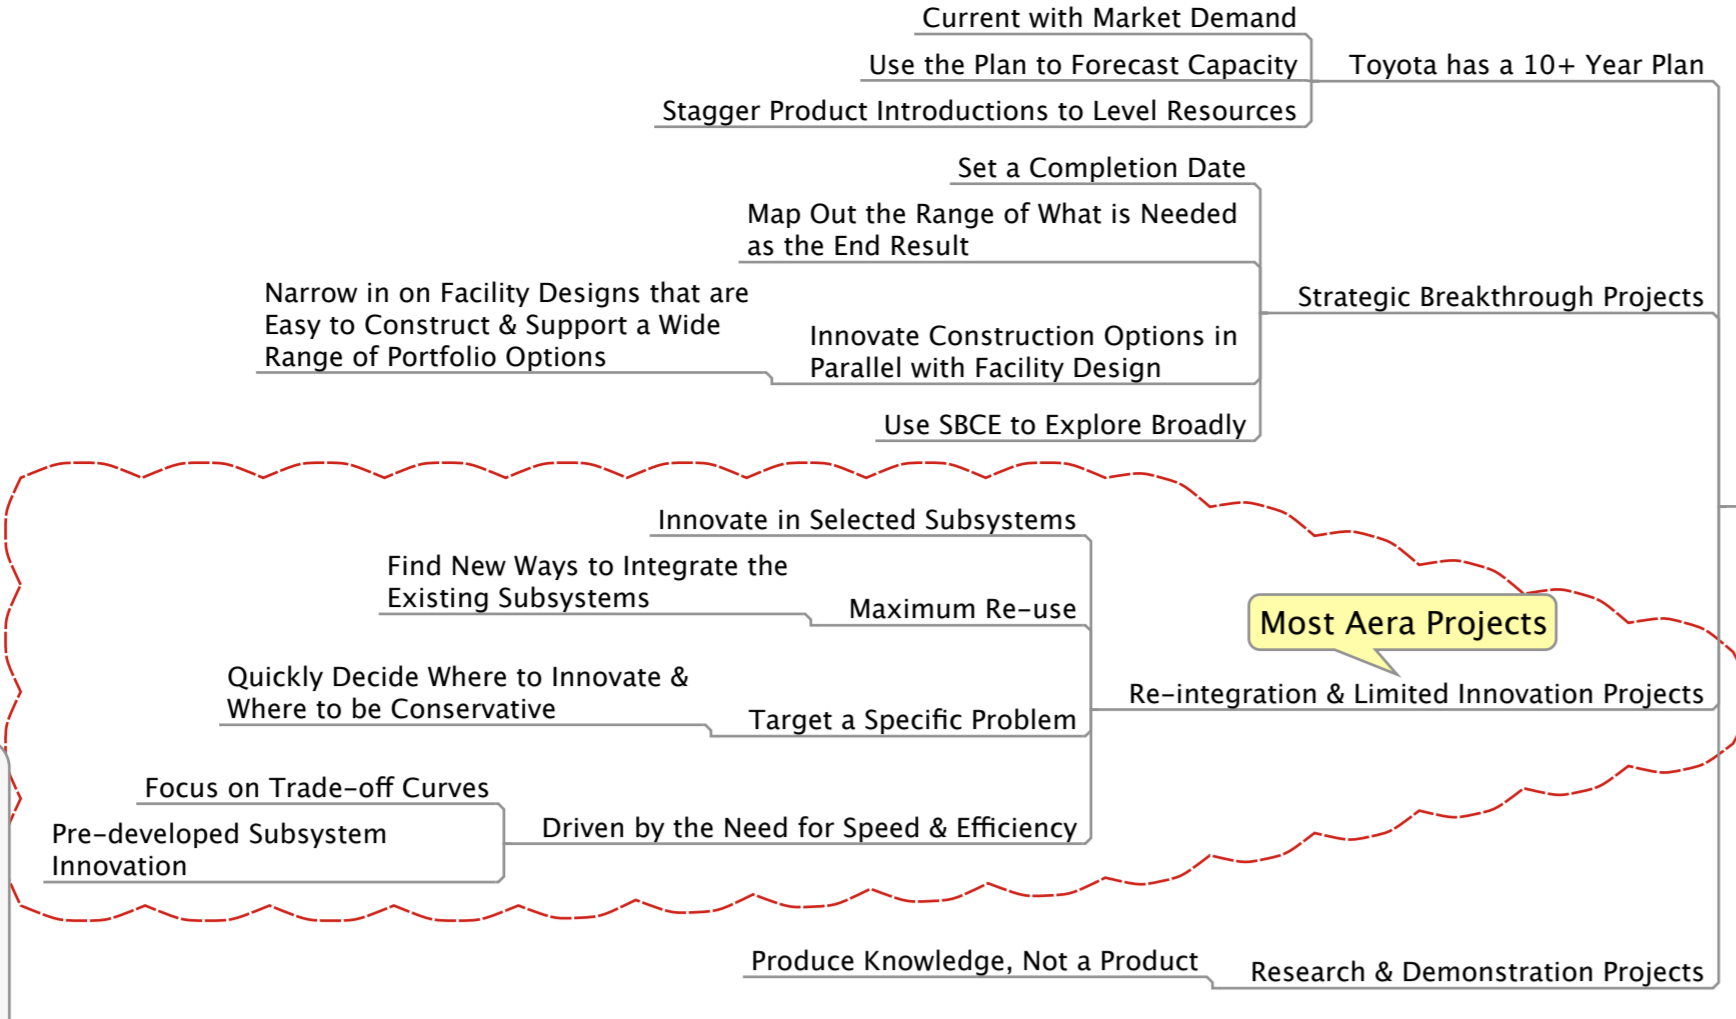 Current with Market Demand
Use the Plan to Forecast Capacity
Toyota has a 10+ Year Plan
Stagger Product Introductions to Level Resources
Set a Completion Date
Map Out the Range of What is Needed
as the End Result
Narrow in on Facility Designs that are
Easy to Construct & Support a Wide
Range of Portfolio Options
Innovate Construction Options in
Parallel with Facility Design
Strategic Breakthrough Projects
Use SBCE to Explore Broadly
Innovate in Selected Subsystems
Find New Ways to Integrate the
Existing Subsystems
Maximum Re-use
Most Aera Projects
Quickly Decide Where to Innovate &
Where to be Conservative
Target a Specific Problem
Re-integration & Limited Innovation Projects
Focus on Trade-off Curves
Pre-developed Subsystem
Innovation
Driven by the Need for Speed & Efficiency
Produce Knowledge, Not a Product
Research & Demonstration Projects